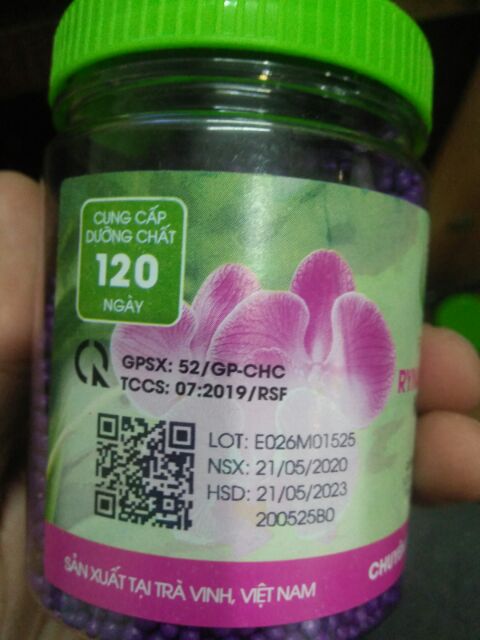 CUNG CẤP
DƯỠNG CHẤT
120
NGÀY
GPSX: 52/GP-CHC
TCCS: 07:2019/RSF
LOT: E026M01525
NSX: 21/05/2020
HSD: 21/05/2023
200525B0
SẢN XUẤT TẠI TRÀ VINH, VIỆT NAM